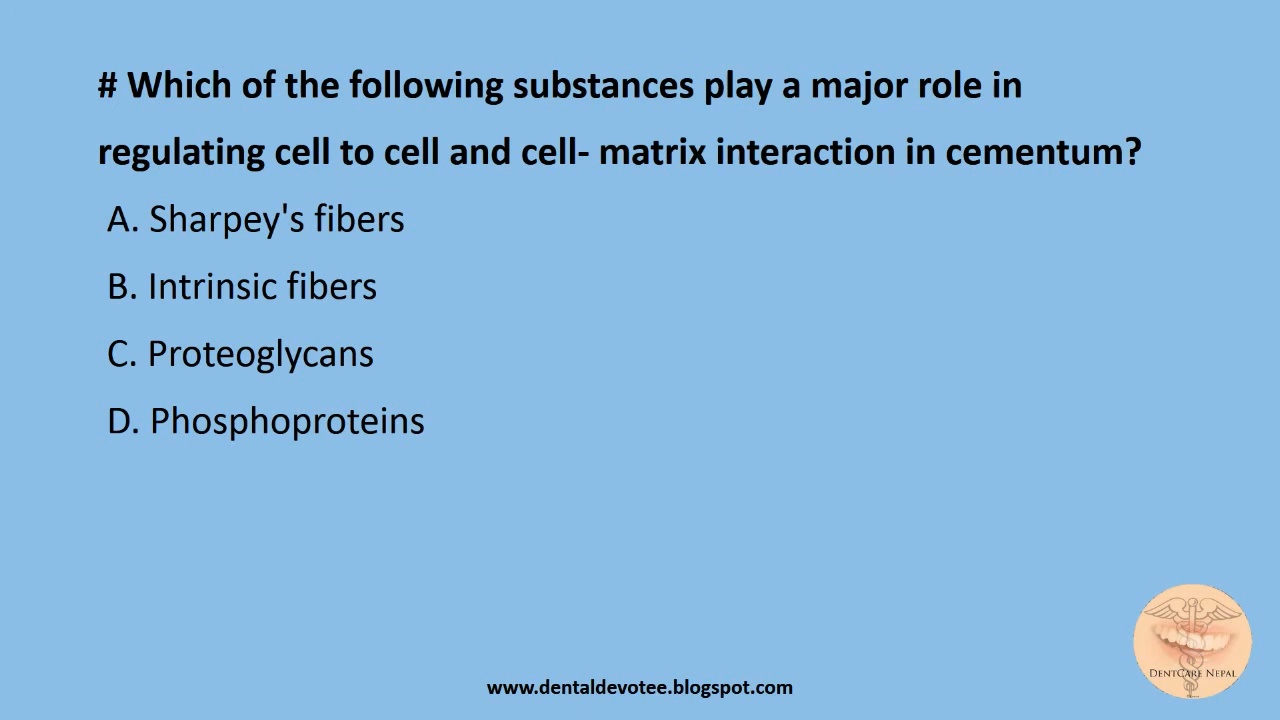 # Which of the following substances play a major role in
regulating cell to cell and cell- matrix interaction in cementum?
A. Sharpey's fibers
B. Intrinsic fibers
C. Proteoglycans
D. Phosphoproteins
DENTCARE NEPAL
www.dentaldevotee.blogspot.com